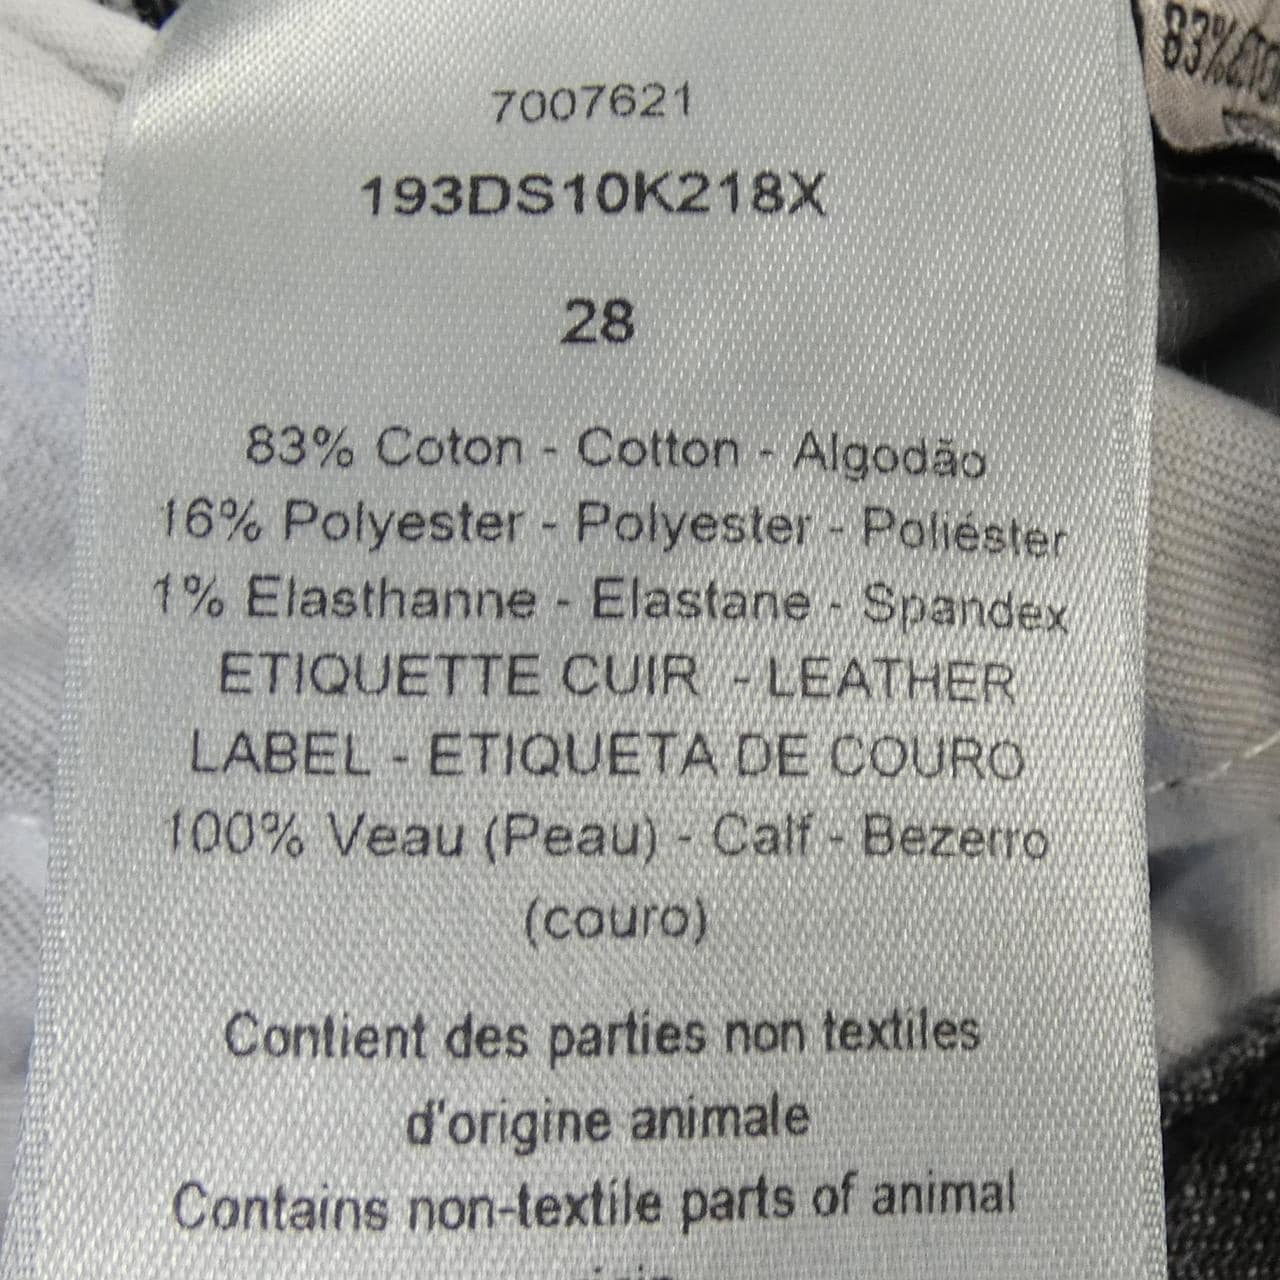 7007621
193DS10K218X
28
83% Coton - Cotton - Algodão
16% Polyester - Polyester - Poliéster
1% Elasthanne - Elastane - Spandex
ETIQUETTE CUIR - LEATHER
LABEL - ETIQUETA DE COURO
100% Veau (Peau) - Calf - Bezerro
(couro)
Contient des parties non textiles
d'origine animale
Contains non-textile parts of animal
83%